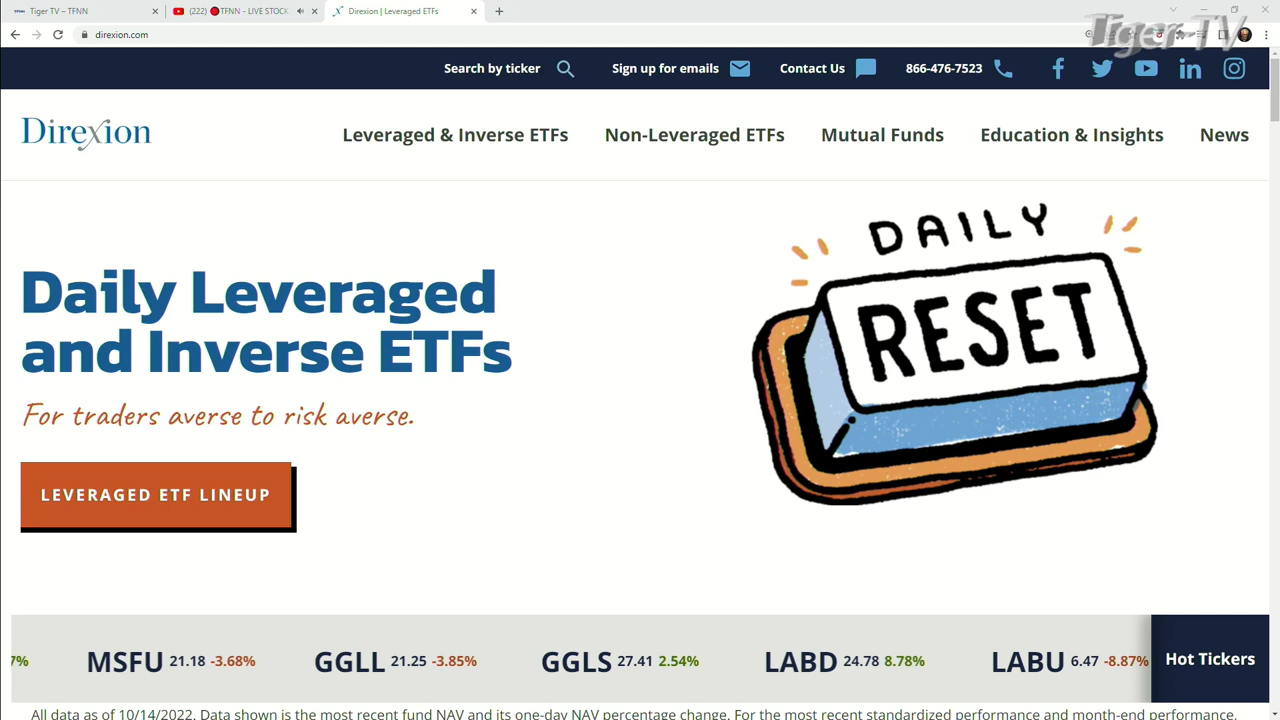 Tiger TV – TFNN
(222) 🔴TFNN - LIVE STOCK
Direxion | Leveraged ETFs
direxion.com
Tiger TV
Search by ticker
Sign up for emails
Contact Us
866-476-7523
Direxion
Leveraged & Inverse ETFs
Non-Leveraged ETFs
Mutual Funds
Education & Insights
News
DAILY
RESET
Daily Leveraged
and Inverse ETFs
For traders averse to risk averse.
LEVERAGED ETF LINEUP
7% MSFU 21.18 -3.68% GGLL 21.25 -3.85% GGLS 27.41 2.54% LABD 24.78 8.78% LABU 6.47 -8.87% Hot Tickers
All data as of 10/14/2022. Data shown is the most recent fund NAV and its one-day NAV percentage change. For the most recent standardized performance and month-end performance,